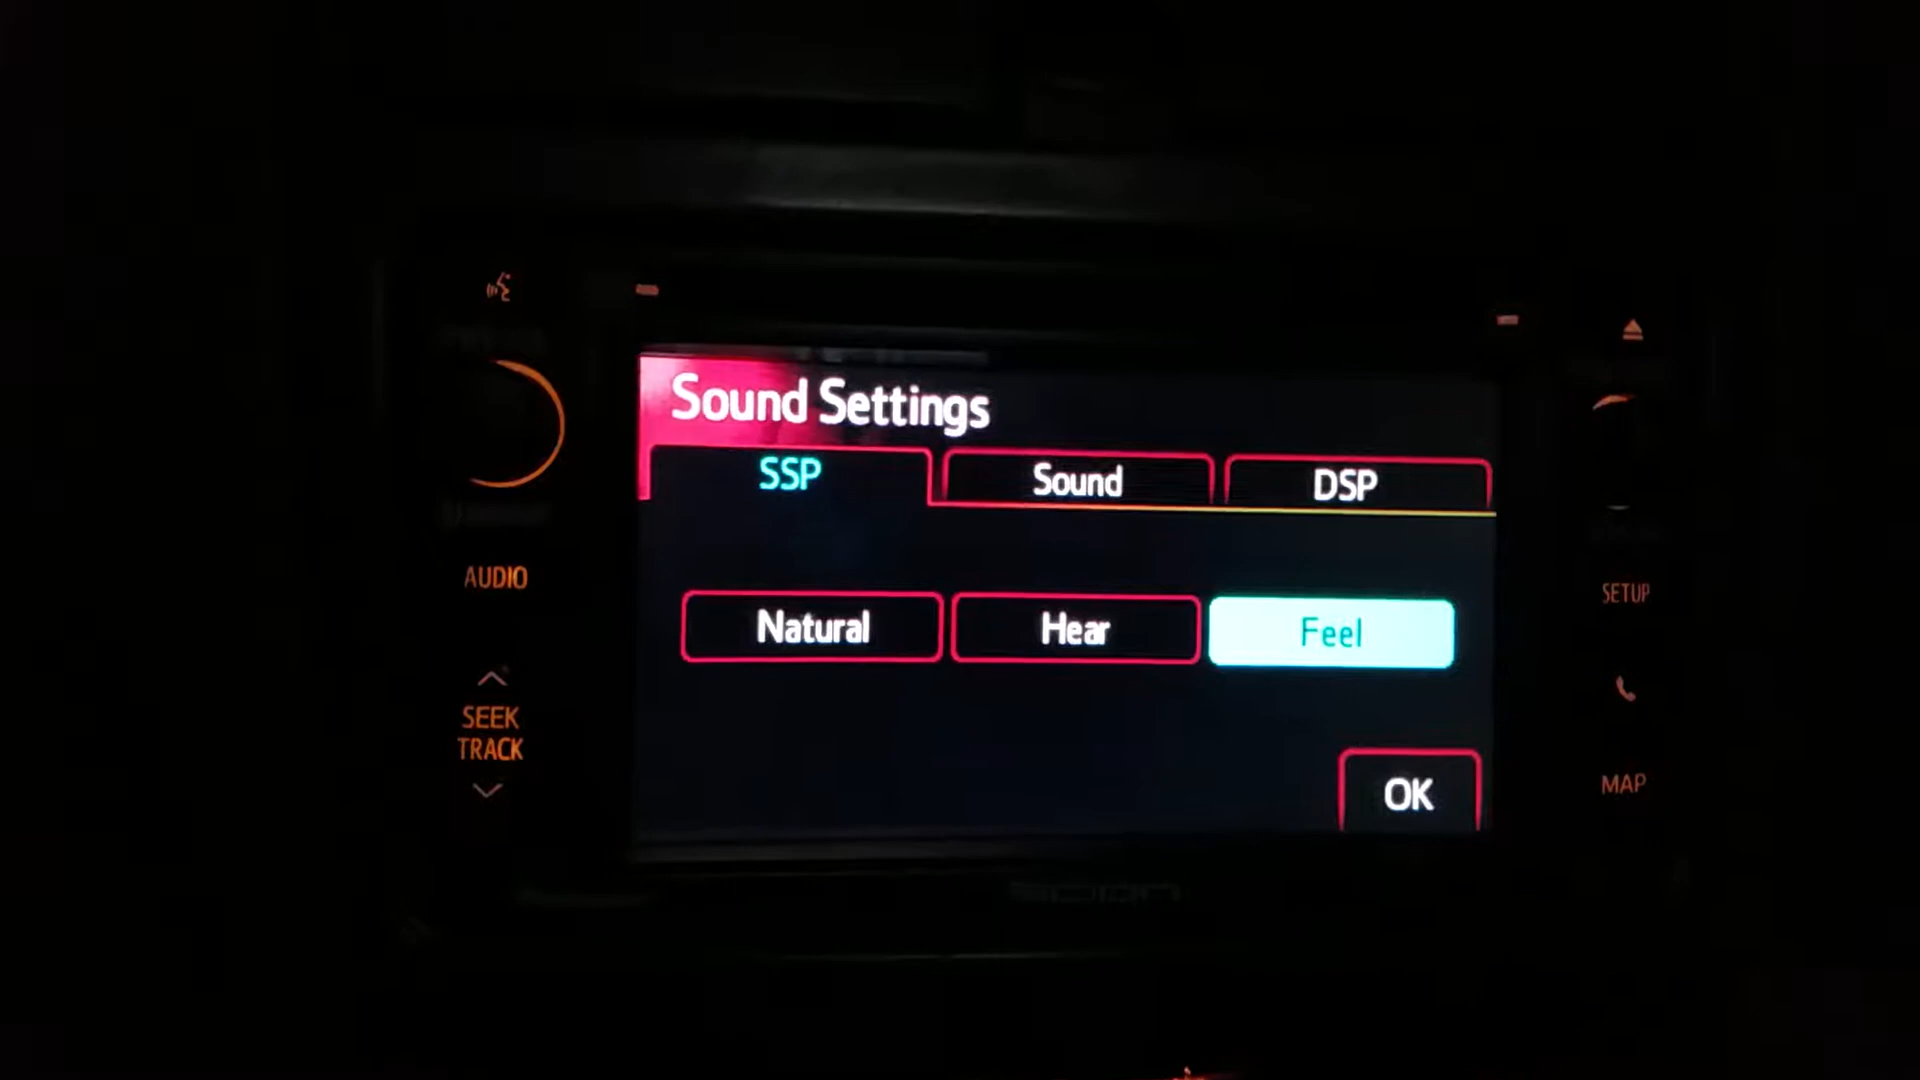 Sound Settings
SSP Sound DSP
Natural Hear Feel
OK
AUDIO
SEEK
TRACK
SETUP
MAP